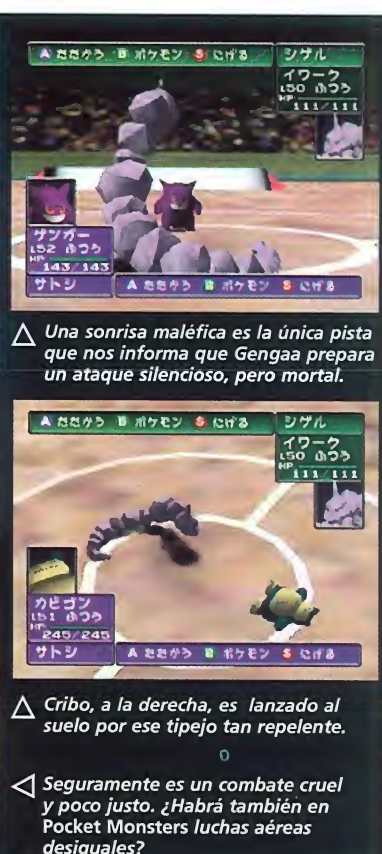 A たたかう B ポケモン S にげる
シゲル
イワーク
L50 ふつう
HP
111/111
ゲンガー
L52 ふつう
HP
143/143
サトシ
A たたかう B ポケモン S にげる
△ Una sonrisa maléfica es la única pista
que nos informa que Gengaa prepara
un ataque silencioso, pero mortal.
A たたかう B ポケモン S にげる
シゲル
イワーク
L50 ふつう
HP
111/111
カビゴン
L51 ふつう
HP
245/245
サトシ
A たたかう B ポケモン S にげる
△ Cribo, a la derecha, es lanzado al
suelo por ese tipejo tan repelente.
◁ Seguramente es un combate cruel
y poco justo. ¿Habrá también en
Pocket Monsters luchas aéreas
desiguales?